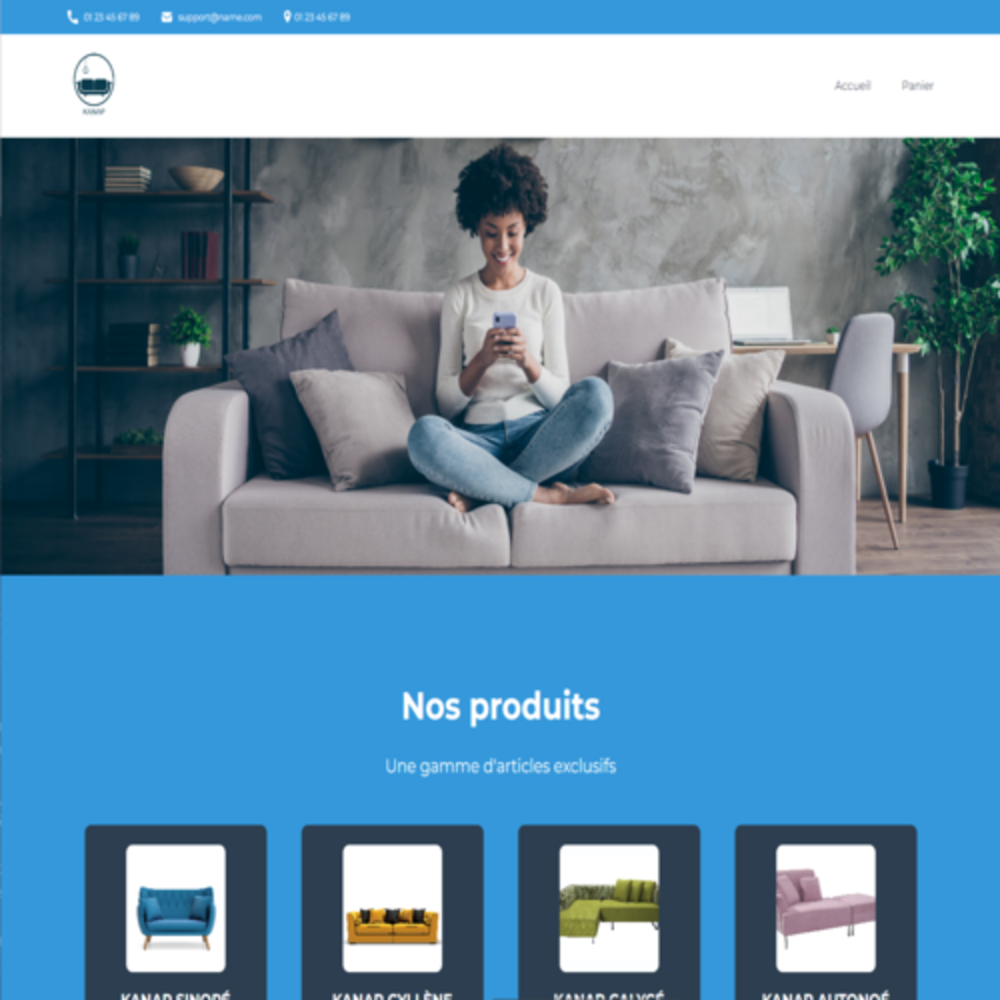 01 23 45 67 89 support@name.com 01 23 45 67 89
KANAP
Accueil Panier
Nos produits
Une gamme d'articles exclusifs
KANAP SINOPÉ KANAP CYLLÈNE KANAP CALYCÉ KANAP AUTONOÉ